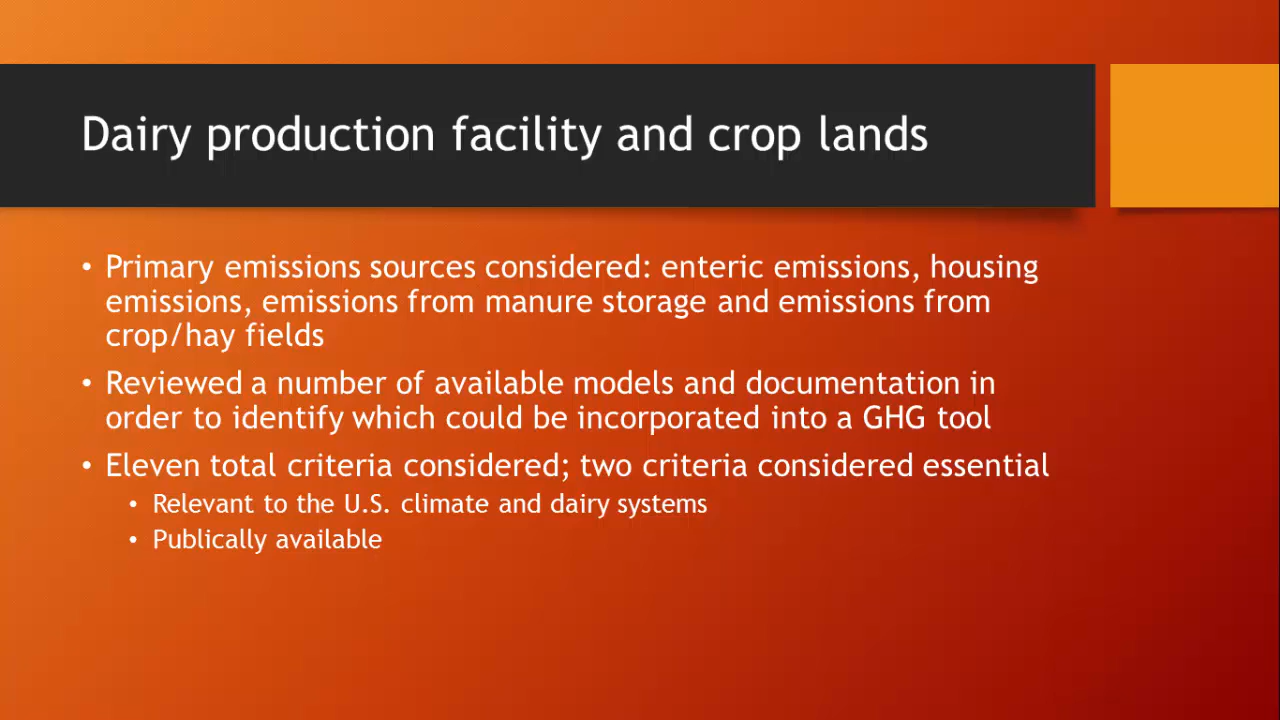 Dairy production facility and crop lands
• Primary emissions sources considered: enteric emissions, housing
emissions, emissions from manure storage and emissions from
crop/hay fields
• Reviewed a number of available models and documentation in
order to identify which could be incorporated into a GHG tool
• Eleven total criteria considered; two criteria considered essential
• Relevant to the U.S. climate and dairy systems
• Publically available